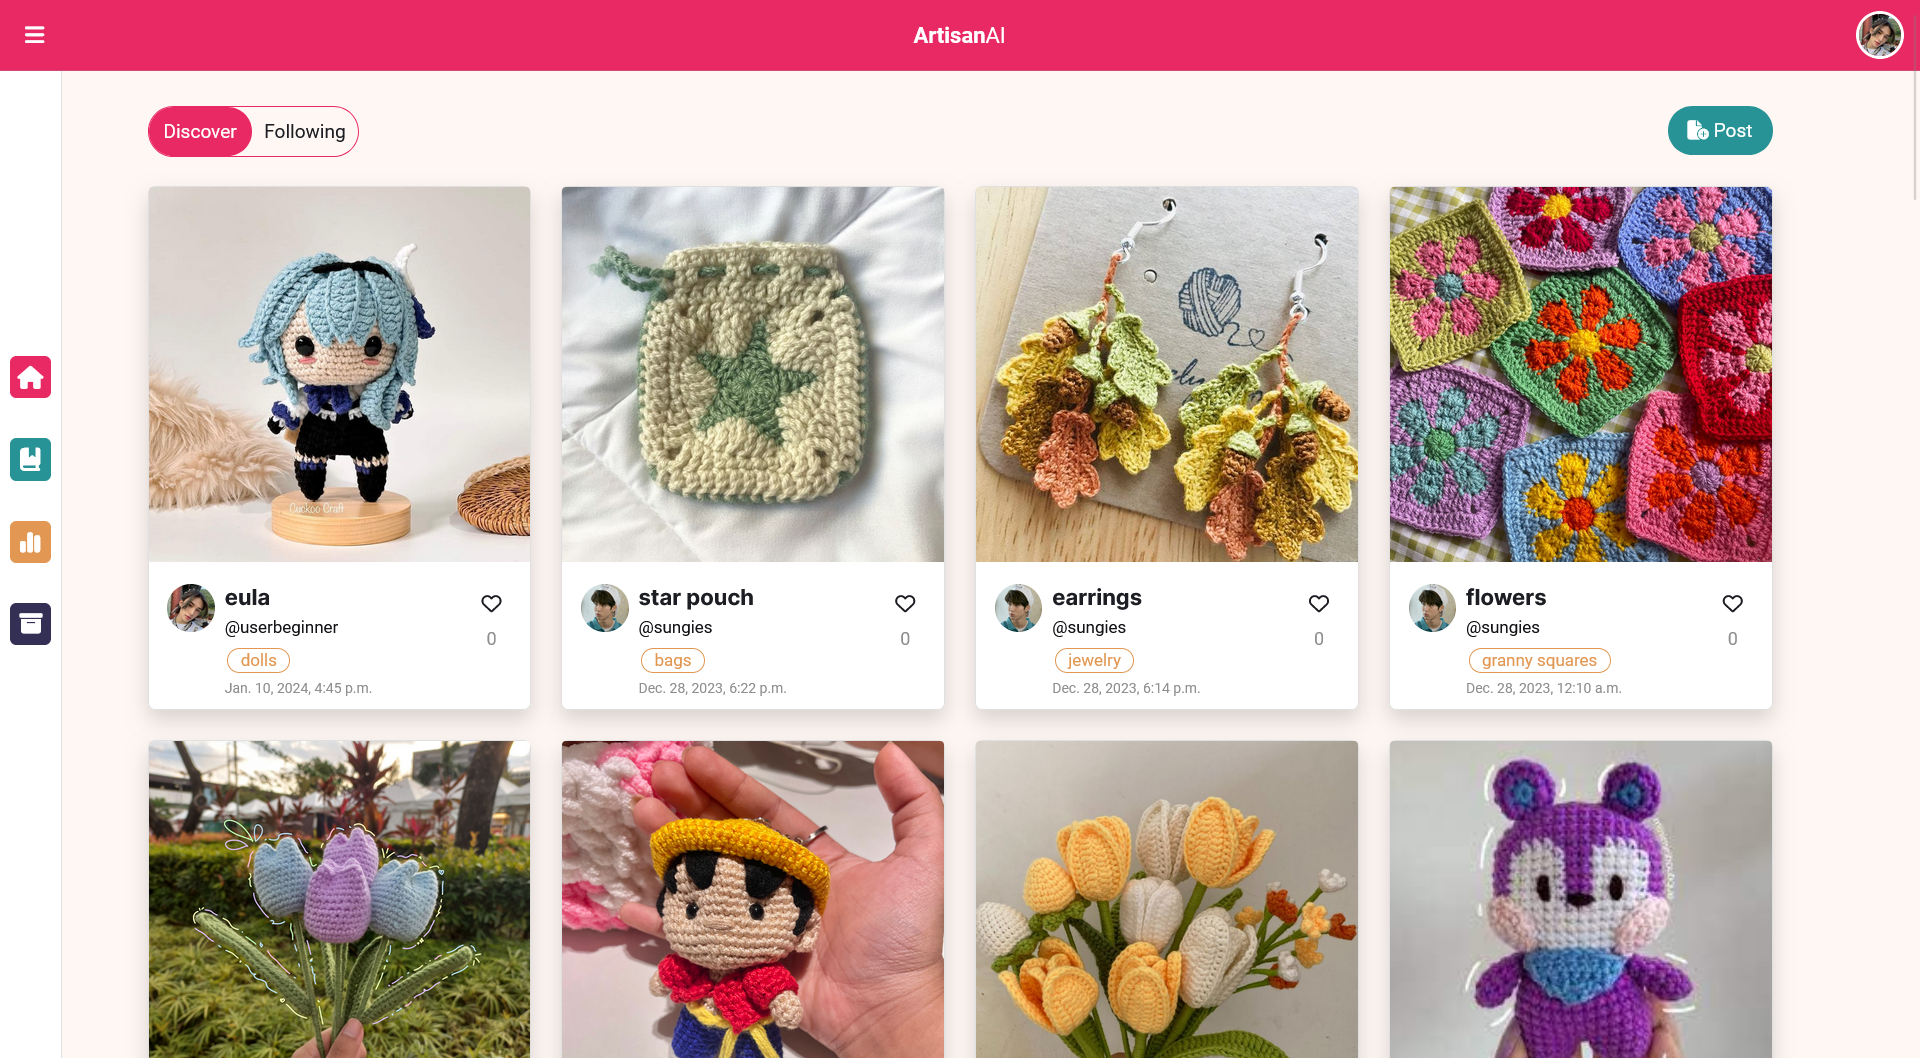 ArtisanAI
Discover
Following
Post
Cuckoo Craft
eula
@userbeginner
dolls
Jan. 10, 2024, 4:45 p.m.
0
star pouch
@sungies
bags
Dec. 28, 2023, 6:22 p.m.
0
earrings
@sungies
jewelry
Dec. 28, 2023, 6:14 p.m.
0
flowers
@sungies
granny squares
Dec. 28, 2023, 12:10 a.m.
0